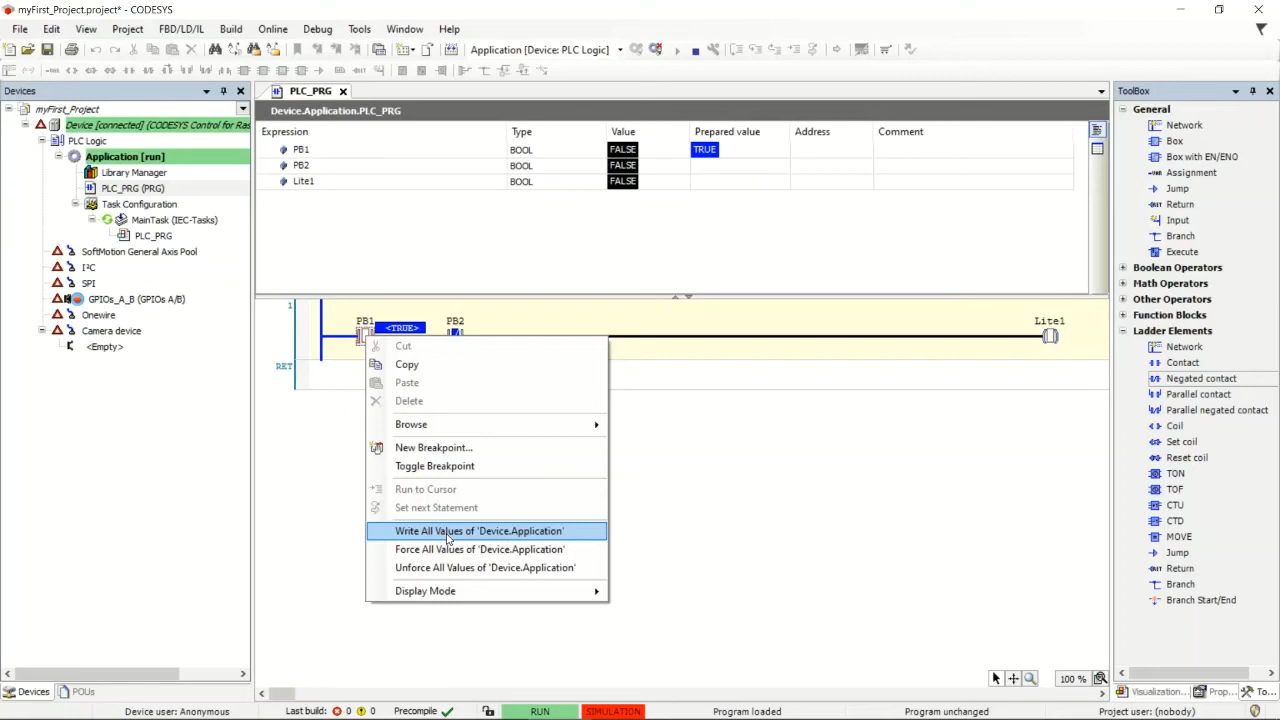 myFirst_Project.project* - CODESYS
File Edit View Project FBD/LD/IL Build Online Debug Tools Window Help
Application [Device: PLC Logic]
Devices
myFirst_Project
Device [connected] (CODESYS Control for Ras
PLC Logic
Application [run]
Library Manager
PLC_PRG (PRG)
Task Configuration
MainTask (IEC-Tasks)
PLC_PRG
SoftMotion General Axis Pool
I²C
SPI
GPIOs_A_B (GPIOs A/B)
Onewire
Camera device
<Empty>
Devices POUs
PLC_PRG
Device.Application.PLC_PRG
Expression Type Value Prepared value Address Comment
PB1 BOOL FALSE TRUE
PB2 BOOL FALSE
Lite1 BOOL FALSE
1
PB1 <TRUE> PB2 Lite1
RET
Cut
Copy
Paste
Delete
Browse
New Breakpoint...
Toggle Breakpoint
Run to Cursor
Set next Statement
Write All Values of 'Device.Application'
Force All Values of 'Device.Application'
Unforce All Values of 'Device.Application'
Display Mode
100 %
ToolBox
General
Network
Box
Box with EN/ENO
Assignment
Jump
Return
Input
Branch
Execute
Boolean Operators
Math Operators
Other Operators
Function Blocks
Ladder Elements
Network
Contact
Negated contact
Parallel contact
Parallel negated contact
Coil
Set coil
Reset coil
TON
TOF
CTU
CTD
MOVE
Jump
Return
Branch
Branch Start/End
Visualization... Prop... To...
Device user: Anonymous Last build: 0 0 Precompile RUN SIMULATION Program loaded Program unchanged Project user: (nobody)